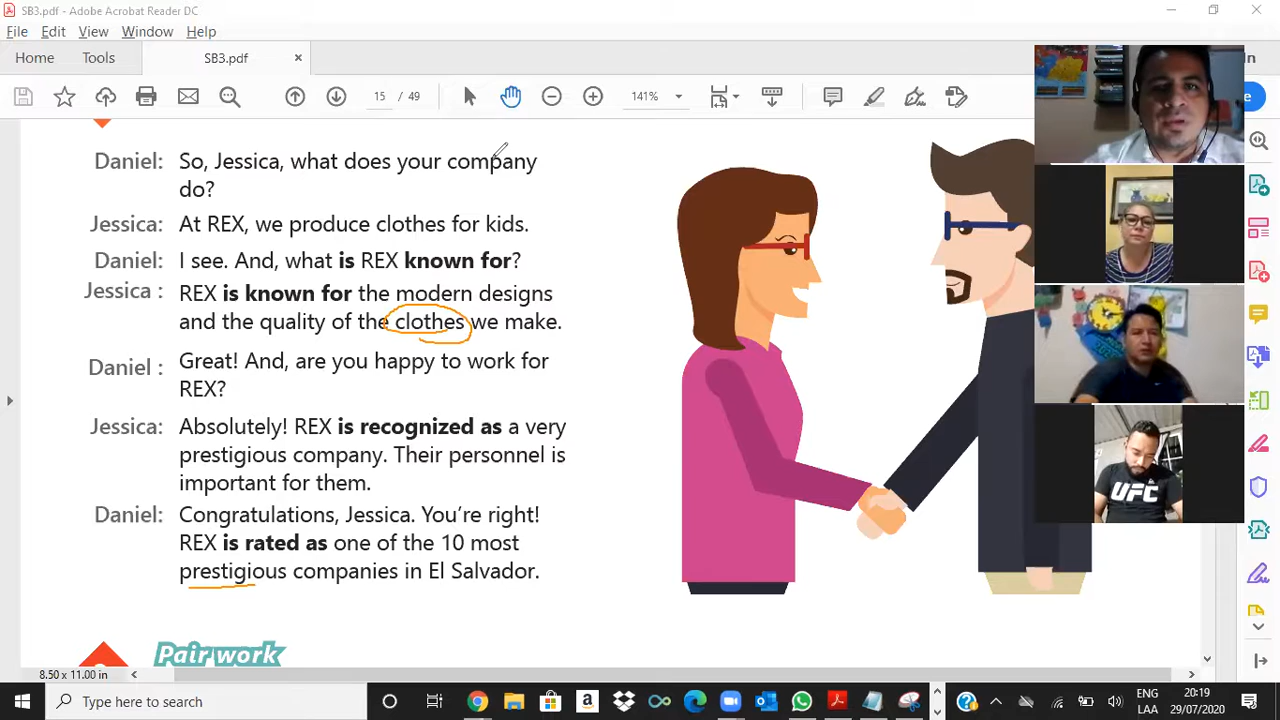 SB3.pdf - Adobe Acrobat Reader DC
File Edit View Window Help
Home Tools SB3.pdf × In
15 / 49 141%
Daniel: So, Jessica, what does your company
do?
Jessica: At REX, we produce clothes for kids.
Daniel: I see. And, what is REX known for?
Jessica : REX is known for the modern designs
and the quality of the clothes we make.
Daniel : Great! And, are you happy to work for
REX?
Jessica: Absolutely! REX is recognized as a very
prestigious company. Their personnel is
important for them.
Daniel: Congratulations, Jessica. You're right!
REX is rated as one of the 10 most
prestigious companies in El Salvador.
UFC
Pair work
8.50 x 11.00 in
Type here to search
ENG 20:19
LAA 29/07/2020